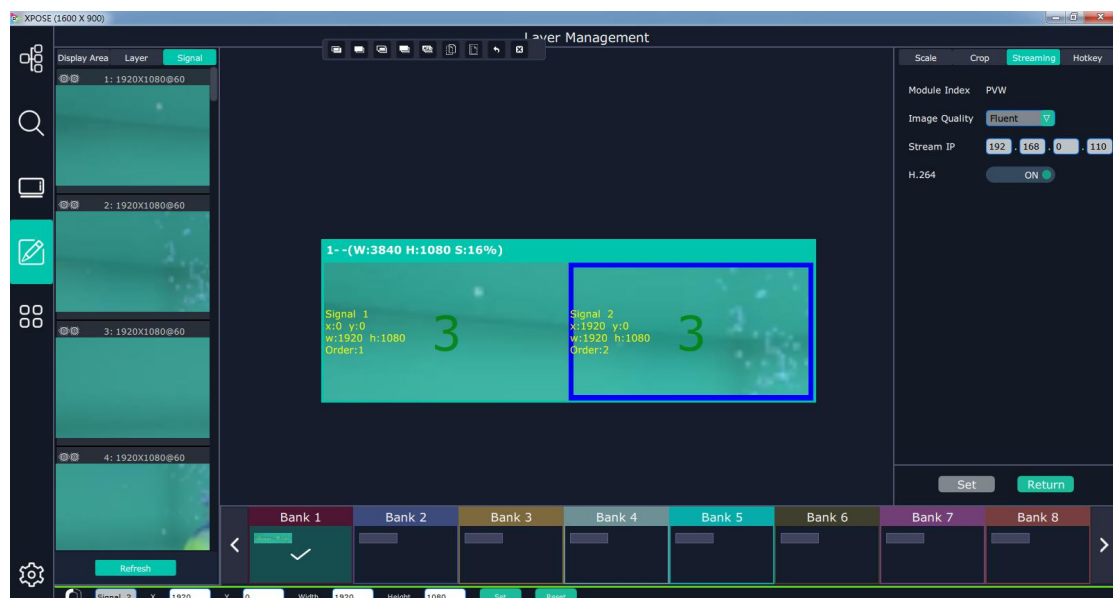 XPOSE (1600 X 900)
Layer Management
Display Area Layer Signal
1: 1920X1080@60
2: 1920X1080@60
3: 1920X1080@60
4: 1920X1080@60
Refresh
1--(W:3840 H:1080 S:16%)
Signal 1
x:0 y:0
w:1920 h:1080
Order:1
3
Signal 2
x:1920 y:0
w:1920 h:1080
Order:2
3
Scale Crop Streaming Hotkey
Module Index PVW
Image Quality Fluent
Stream IP 192 . 168 . 0 . 110
H.264 ON
Set Return
Bank 1 Bank 2 Bank 3 Bank 4 Bank 5 Bank 6 Bank 7 Bank 8
Signal 2 X 1920 Y 0 Width 1920 Height 1080 Set Reset